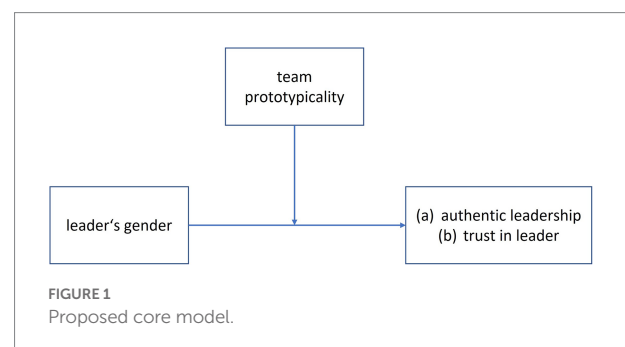 team
prototypicality
leader‘s gender
(a) authentic leadership
(b) trust in leader
FIGURE 1
Proposed core model.